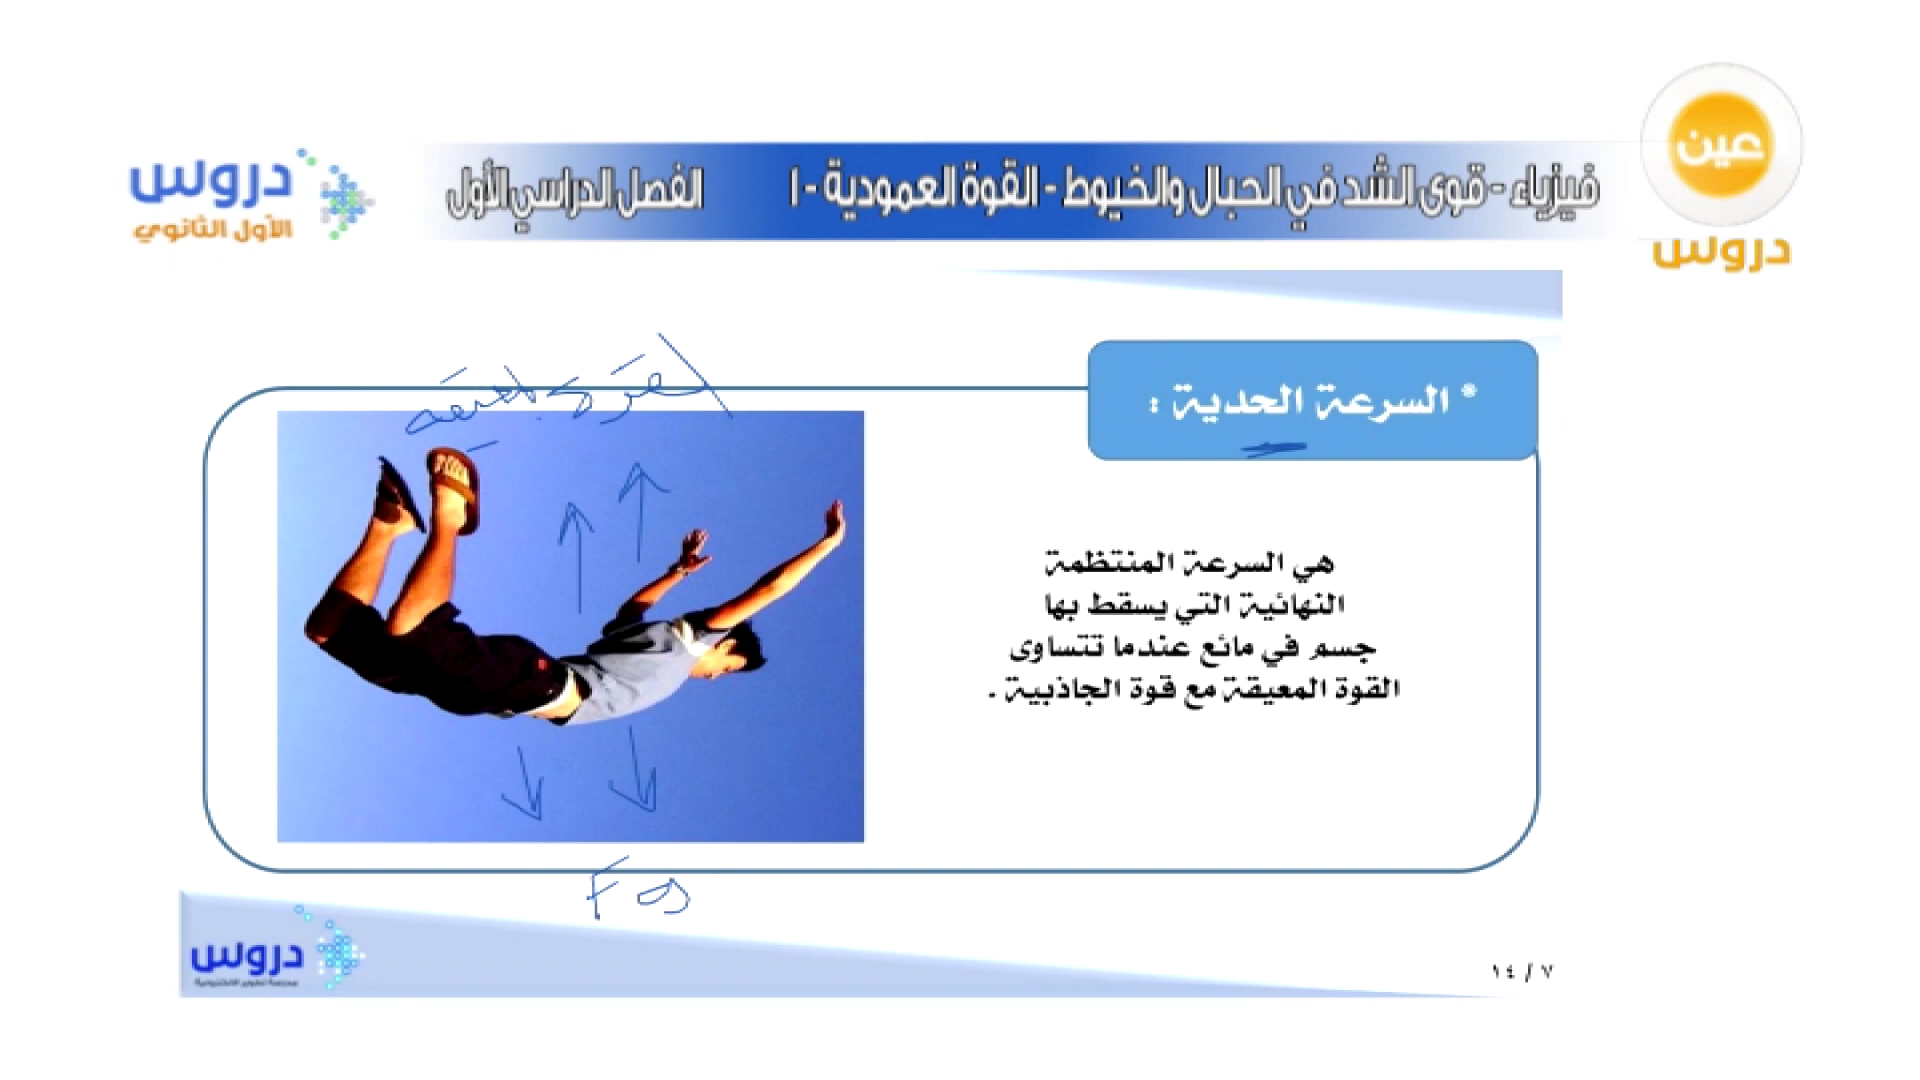 عين
دروس
فيزياء - قوى الشد في الحبال والخيوط - القوة العمودية - ١
الفصل الدراسي الأول
دروس
الأول الثانوي
* السرعة الحدية :
القوة المعيقة
هي السرعة المنتظمة
النهائية التي يسقط بها
جسم في مائع عندما تتساوى
القوة المعيقة مع قوة الجاذبية .
Fg
دروس
٧ / ١٤